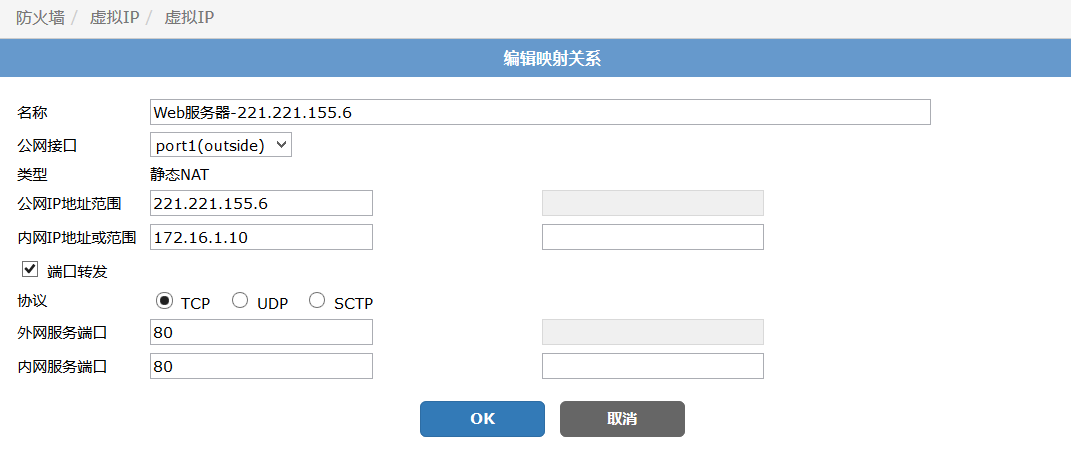 防火墙 / 虚拟IP / 虚拟IP
编辑映射关系
名称 Web服务器-221.221.155.6
公网接口 port1(outside)
类型 静态NAT
公网IP地址范围 221.221.155.6
内网IP地址或范围 172.16.1.10
端口转发
协议 TCP UDP SCTP
外网服务端口 80
内网服务端口 80
OK 取消